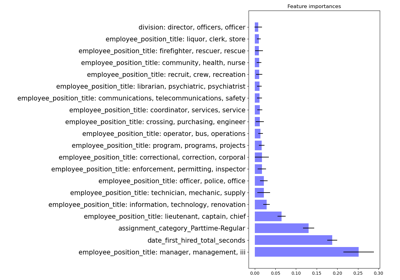 Feature importances
division: director, officers, officer
employee_position_title: liquor, clerk, store
employee_position_title: firefighter, rescuer, rescue
employee_position_title: community, health, nurse
employee_position_title: recruit, crew, recreation
employee_position_title: librarian, psychiatric, psychiatrist
employee_position_title: communications, telecommunications, safety
employee_position_title: coordinator, services, service
employee_position_title: crossing, purchasing, engineer
employee_position_title: operator, bus, operations
employee_position_title: program, programs, projects
employee_position_title: correctional, correction, corporal
employee_position_title: enforcement, permitting, inspector
employee_position_title: officer, police, office
employee_position_title: technician, mechanic, supply
employee_position_title: information, technology, renovation
employee_position_title: lieutenant, captain, chief
assignment_category_Parttime-Regular
date_first_hired_total_seconds
employee_position_title: manager, management, iii
0.00 0.05 0.10 0.15 0.20 0.25 0.30